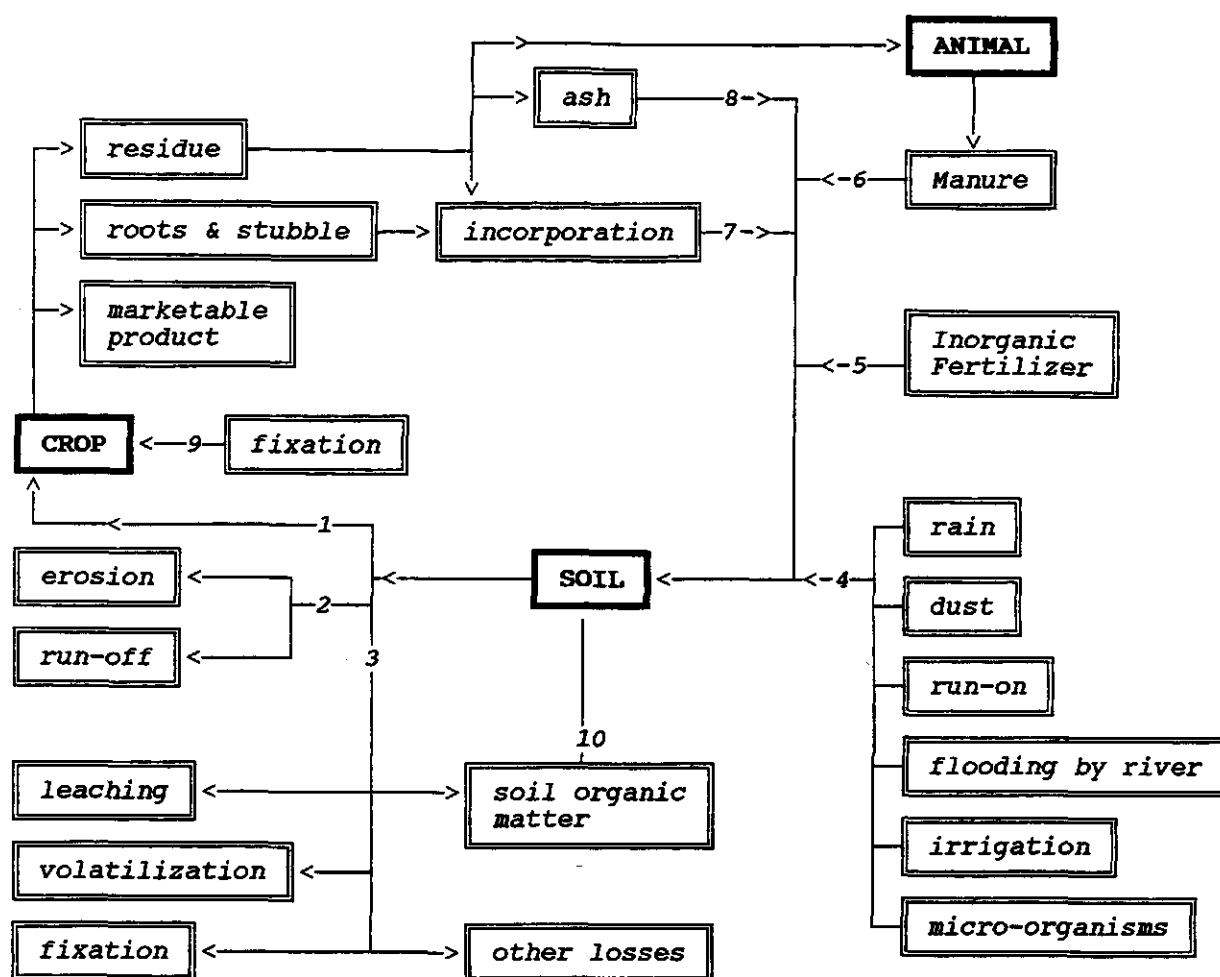 ANIMAL
ash
8
residue
6
Manure
roots & stubble
incorporation
7
marketable
product
Inorganic
Fertilizer
5
CROP
9
fixation
1
rain
erosion
SOIL
4
2
dust
run-off
3
run-on
10
leaching
soil organic
matter
flooding by river
irrigation
volatilization
micro-organisms
fixation
other losses